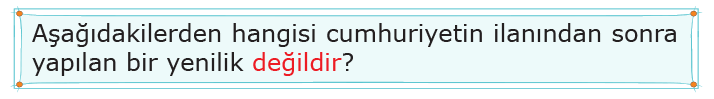 Aşağıdakilerden hangisi cumhuriyetin ilanından sonra
yapılan bir yenilik değildir?